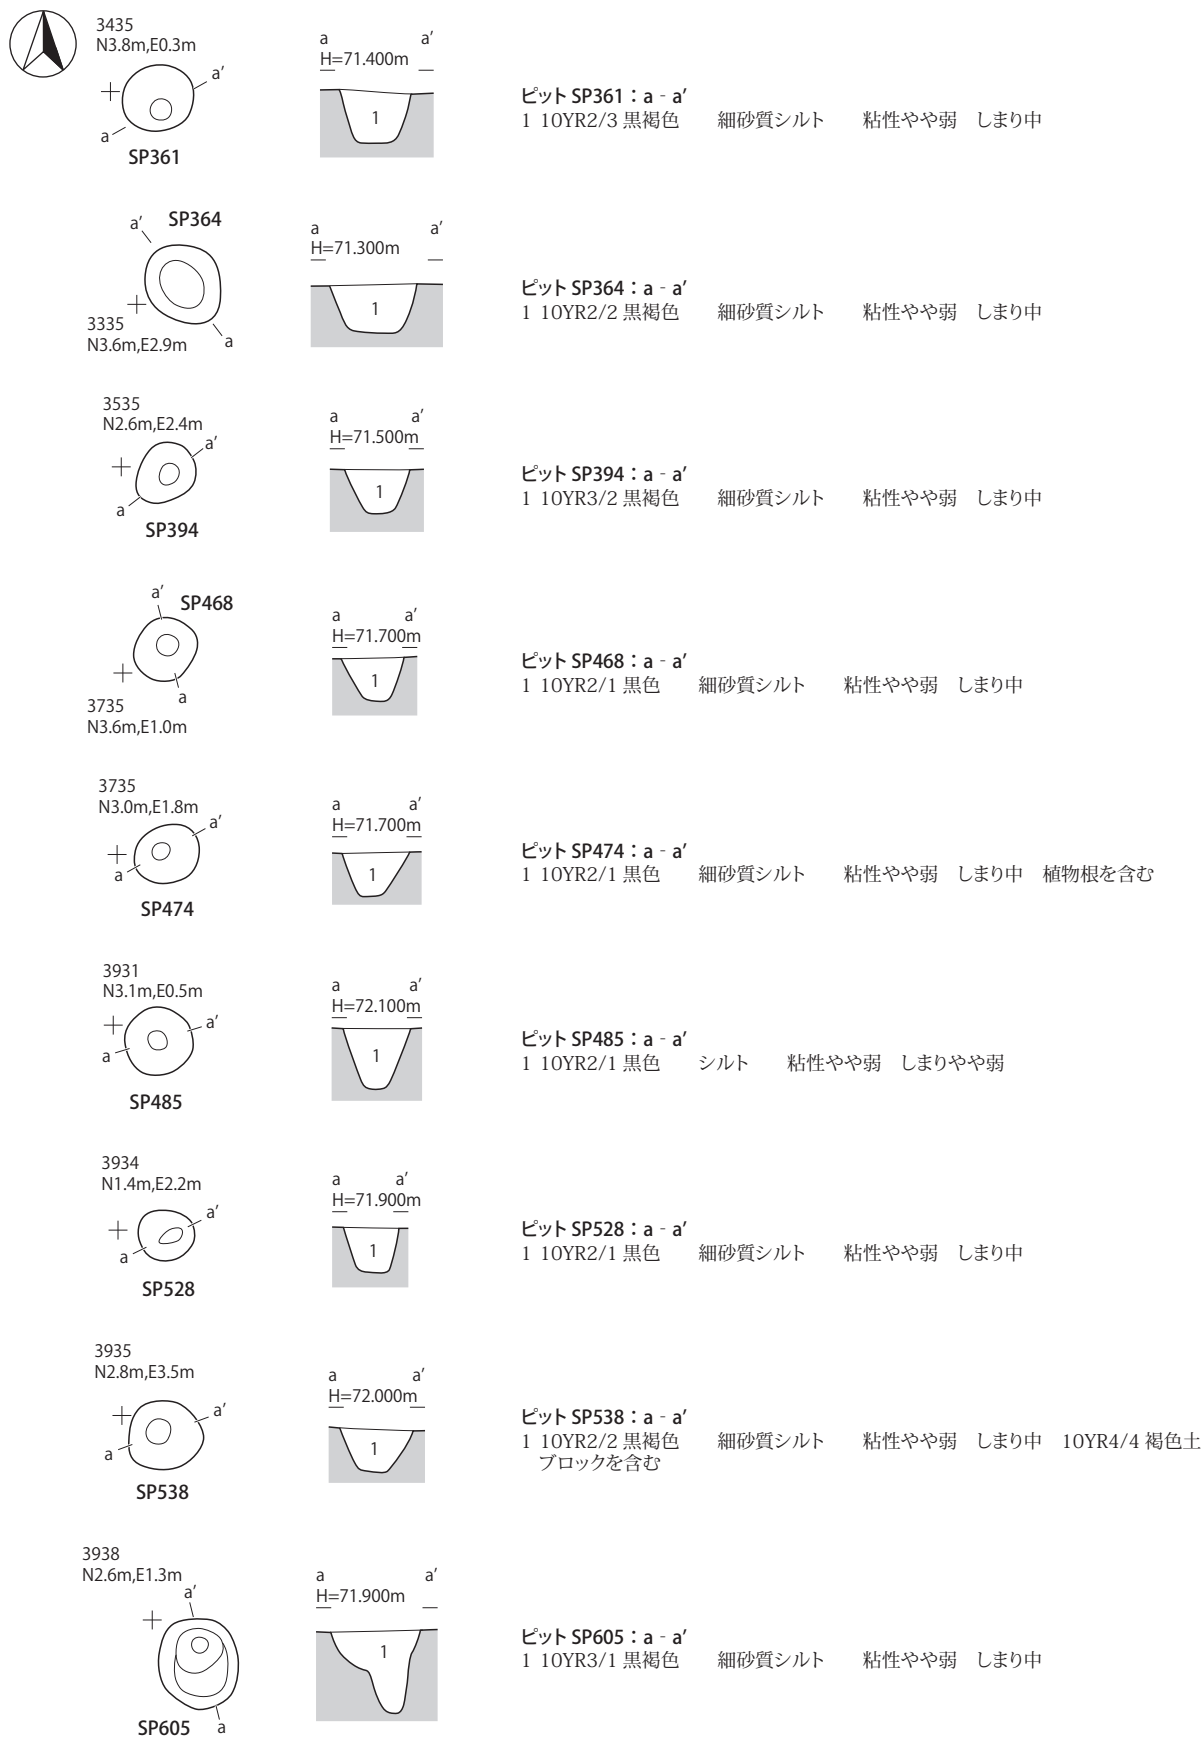 3435
N3.8m,E0.3m
a'
a
SP361
a a'
H=71.400m
1
ピット SP361：a‐a'
1 10YR2/3 黒褐色　細砂質シルト　粘性やや弱　しまり中
a' SP364
3335
N3.6m,E2.9m
a
a a'
H=71.300m
1
ピット SP364：a‐a'
1 10YR2/2 黒褐色　細砂質シルト　粘性やや弱　しまり中
3535
N2.6m,E2.4m
a'
a
SP394
a a'
H=71.500m
1
ピット SP394：a‐a'
1 10YR3/2 黒褐色　細砂質シルト　粘性やや弱　しまり中
a' SP468
a
3735
N3.6m,E1.0m
a a'
H=71.700m
1
ピット SP468：a‐a'
1 10YR2/1 黒色　細砂質シルト　粘性やや弱　しまり中
3735
N3.0m,E1.8m
a'
a
SP474
a a'
H=71.700m
1
ピット SP474：a‐a'
1 10YR2/1 黒色　細砂質シルト　粘性やや弱　しまり中　植物根を含む
3931
N3.1m,E0.5m
a'
a
SP485
a a'
H=72.100m
1
ピット SP485：a‐a'
1 10YR2/1 黒色　シルト　粘性やや弱　しまりやや弱
3934
N1.4m,E2.2m
a'
a
SP528
a a'
H=71.900m
1
ピット SP528：a‐a'
1 10YR2/1 黒色　細砂質シルト　粘性やや弱　しまり中
3935
N2.8m,E3.5m
a'
a
SP538
a a'
H=72.000m
1
ピット SP538：a‐a'
1 10YR2/2 黒褐色　細砂質シルト　粘性やや弱　しまり中　10YR4/4 褐色土
ブロックを含む
3938
N2.6m,E1.3m
a'
SP605 a
a a'
H=71.900m
1
ピット SP605：a‐a'
1 10YR3/1 黒褐色　細砂質シルト　粘性やや弱　しまり中